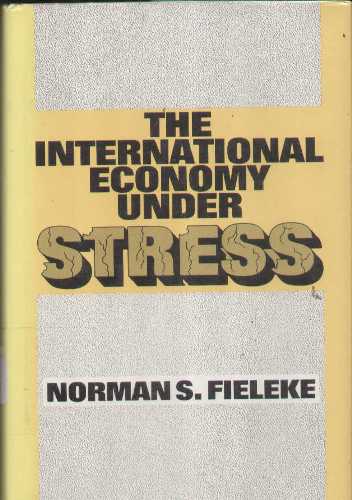 THE
INTERNATIONAL
ECONOMY
UNDER
STRESS
NORMAN S. FIELEKE